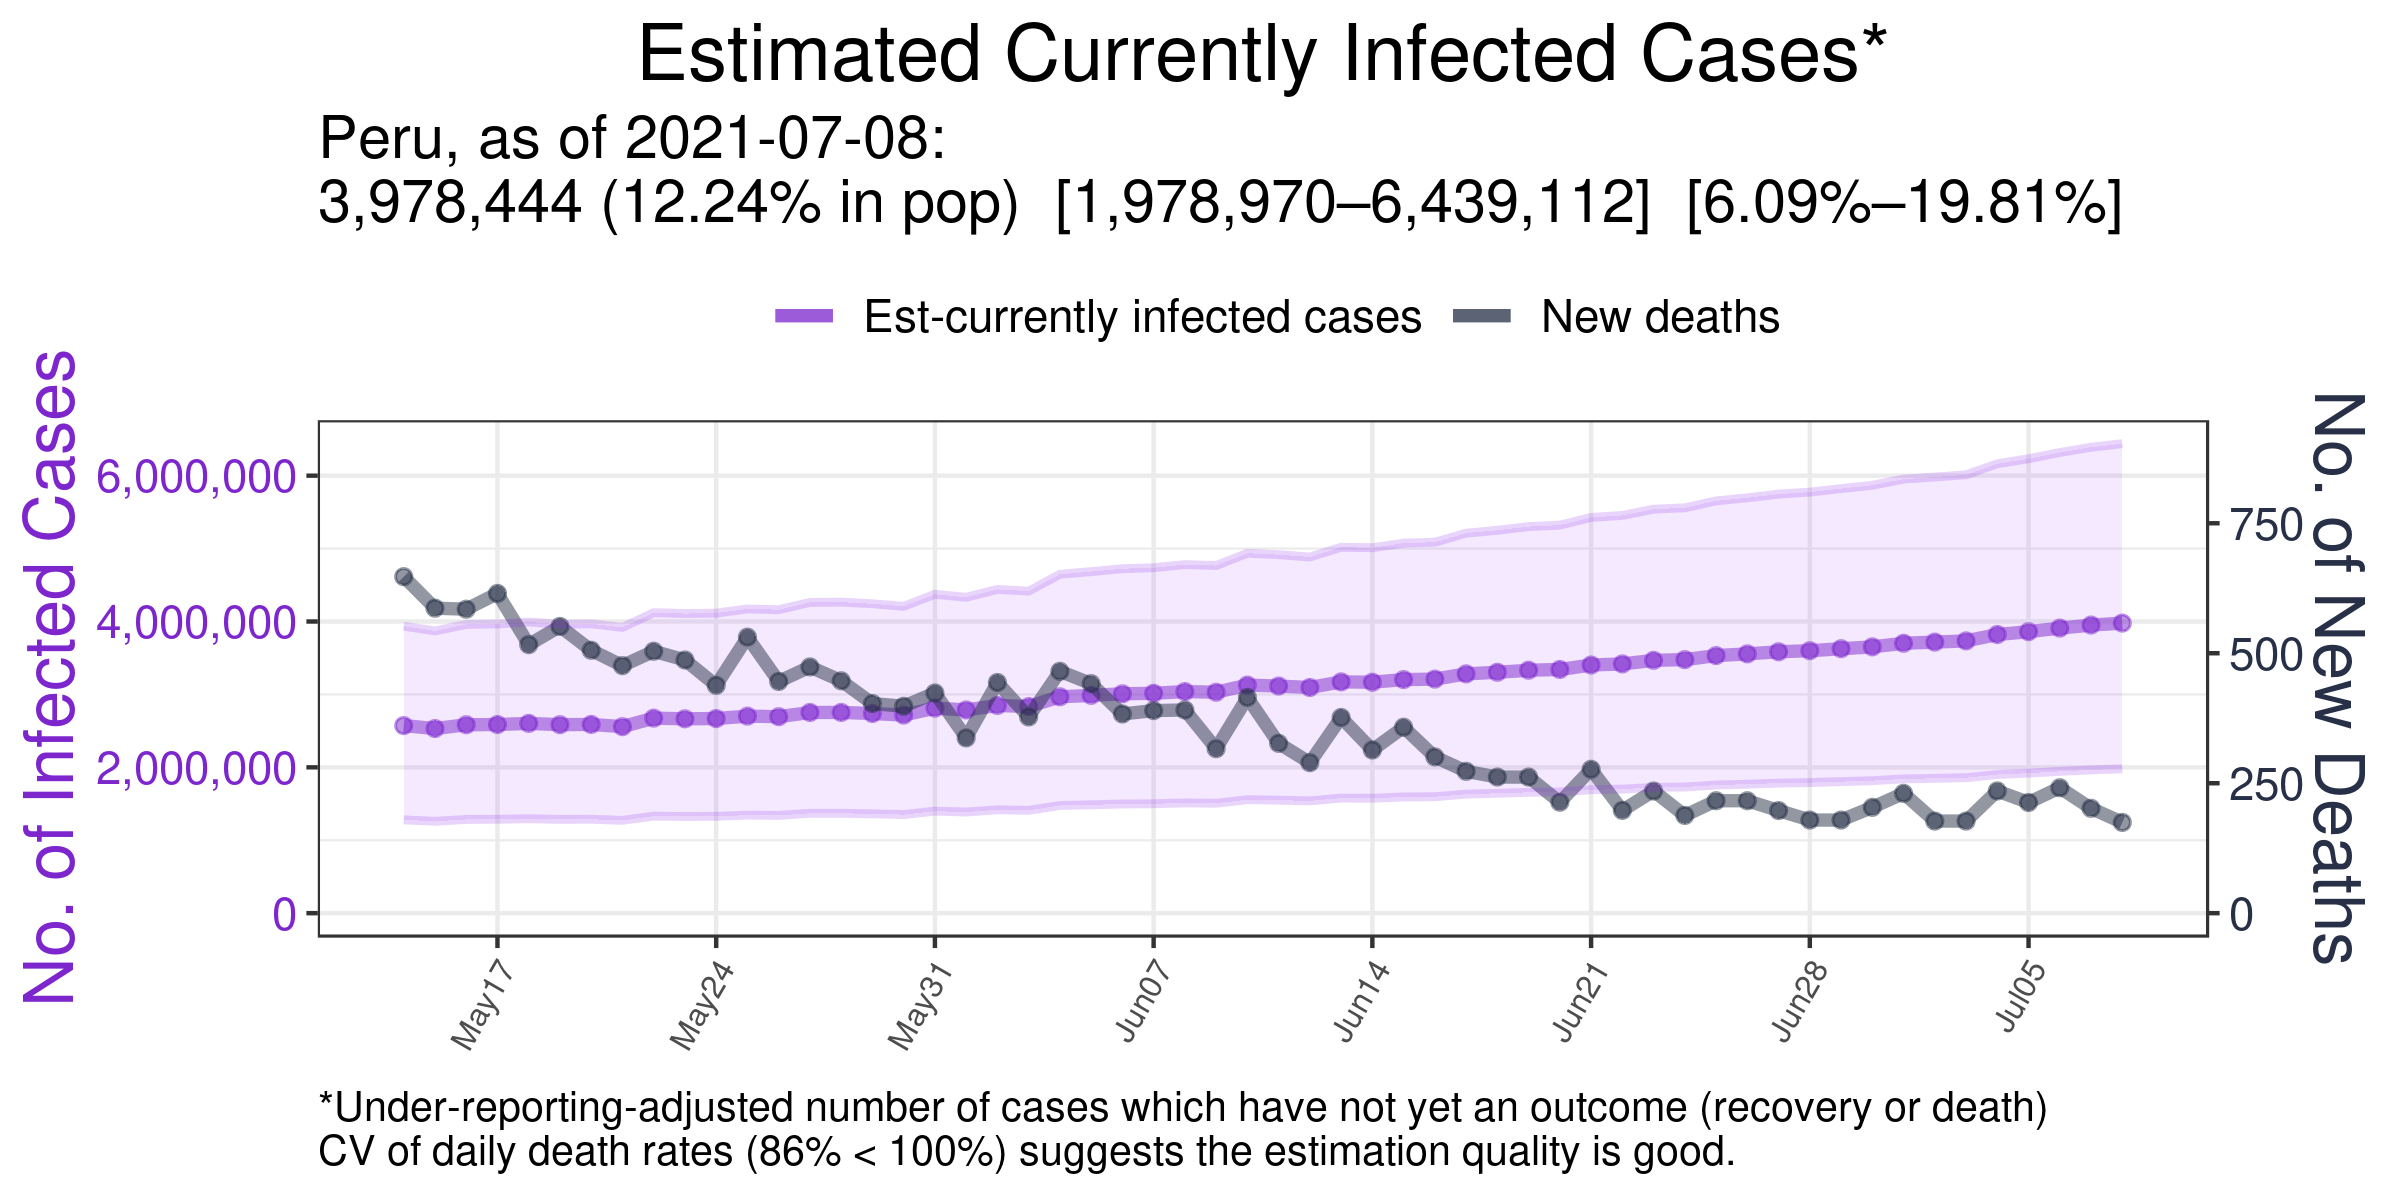 Estimated Currently Infected Cases*
Peru, as of 2021-07-08:
3,978,444 (12.24% in pop)  [1,978,970–6,439,112]  [6.09%–19.81%]
Est-currently infected cases
New deaths
No. of Infected Cases
6,000,000
4,000,000
2,000,000
0
750
500
250
0
No. of New Deaths
May17
May24
May31
Jun07
Jun14
Jun21
Jun28
Jul05
*Under-reporting-adjusted number of cases which have not yet an outcome (recovery or death)
CV of daily death rates (86% < 100%) suggests the estimation quality is good.